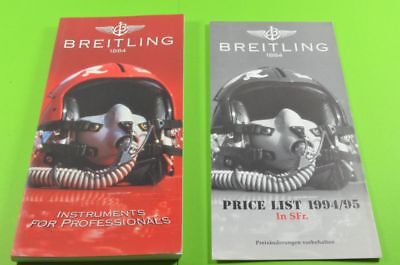 BREITLING
1884
INSTRUMENTS
FOR PROFESSIONALS
BREITLING
1884
PRICE LIST 1994/95
In SFr.
Preisänderungen vorbehalten